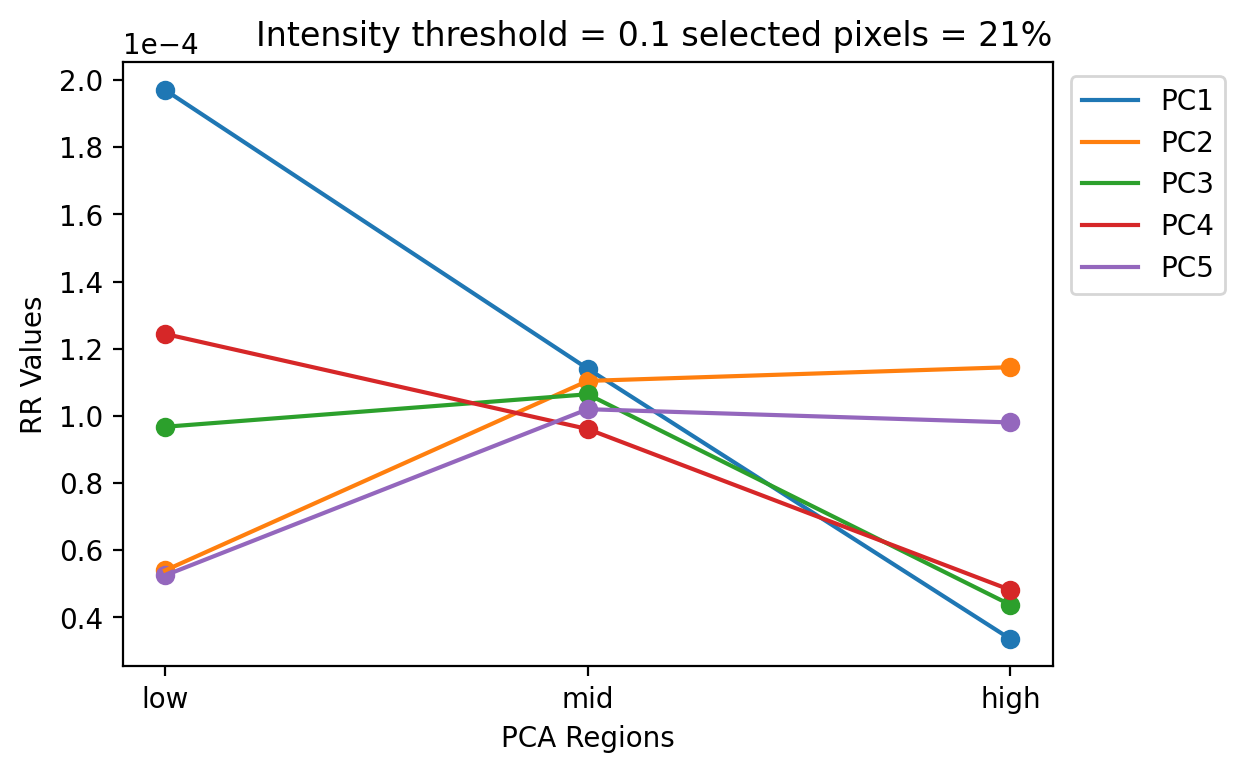 Intensity threshold = 0.1 selected pixels = 21%
1e−4
2.0
1.8
1.6
1.4
1.2
1.0
0.8
0.6
0.4
RR Values
low mid high
PCA Regions
PC1
PC2
PC3
PC4
PC5